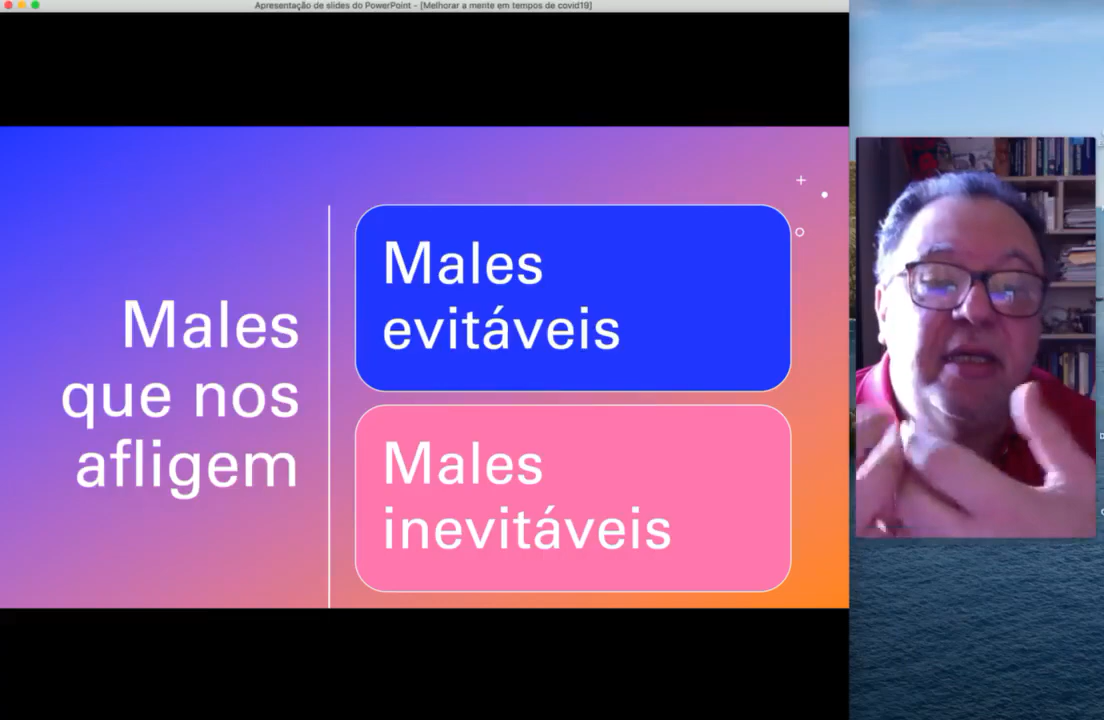 Apresentação de slides do PowerPoint - [Melhorar a mente em tempos de covid19]
Males
que nos
afligem
Males
evitáveis
Males
inevitáveis